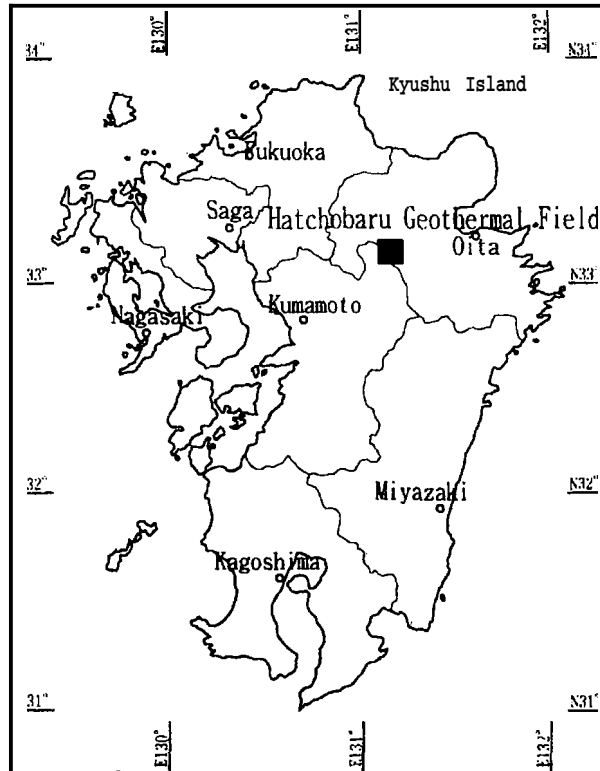 E130°
E131°
E132°
34°
N34°
Kyushu Island
Fukuoka
Saga
Hatchobaru Geothermal Field
Oita
33°
N33°
Nagasaki
Kumamoto
32°
N32°
Miyazaki
Kagoshima
31°
N31°
E130°
E131°
E132°